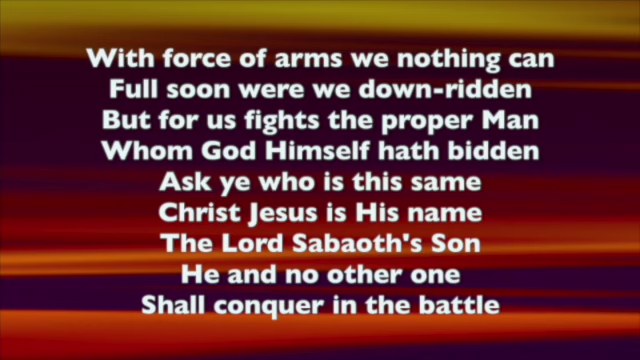 With force of arms we nothing can
Full soon were we down-ridden
But for us fights the proper Man
Whom God Himself hath bidden
Ask ye who is this same
Christ Jesus is His name
The Lord Sabaoth's Son
He and no other one
Shall conquer in the battle